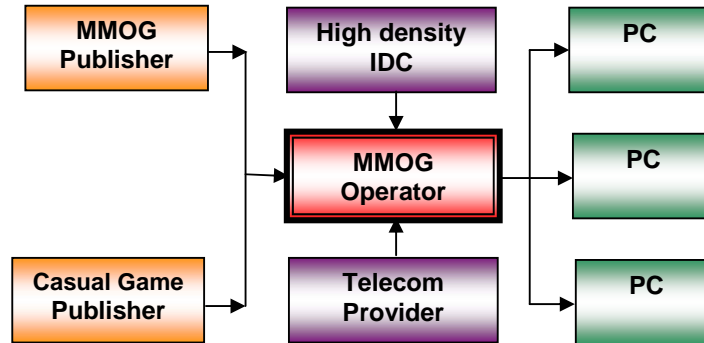 MMOG
Publisher
High density
IDC
PC
MMOG
Operator
PC
Casual Game
Publisher
Telecom
Provider
PC